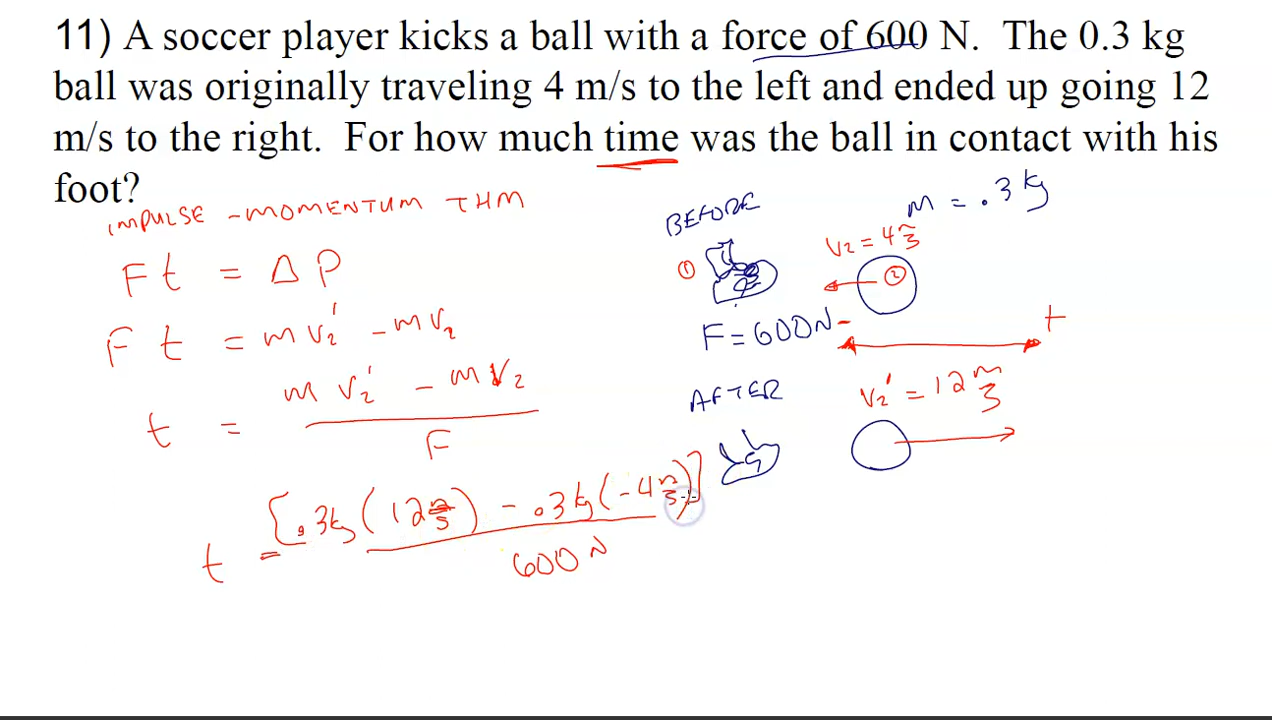 11) A soccer player kicks a ball with a force of 600 N. The 0.3 kg
ball was originally traveling 4 m/s to the left and ended up going 12
m/s to the right. For how much time was the ball in contact with his
foot?
IMPULSE - MOMENTUM THM
BEFORE
m = .3 kg
①
V₂ = 4 m/s
②
Ft = ΔP
F = 600N
- +
Ft = mV₂' - mV₂
AFTER
V₂' = 12 m/s
t = (mV₂' - mV₂) / F
t = [.3kg (12 m/s) - .3kg (-4 m/s)] / 600N